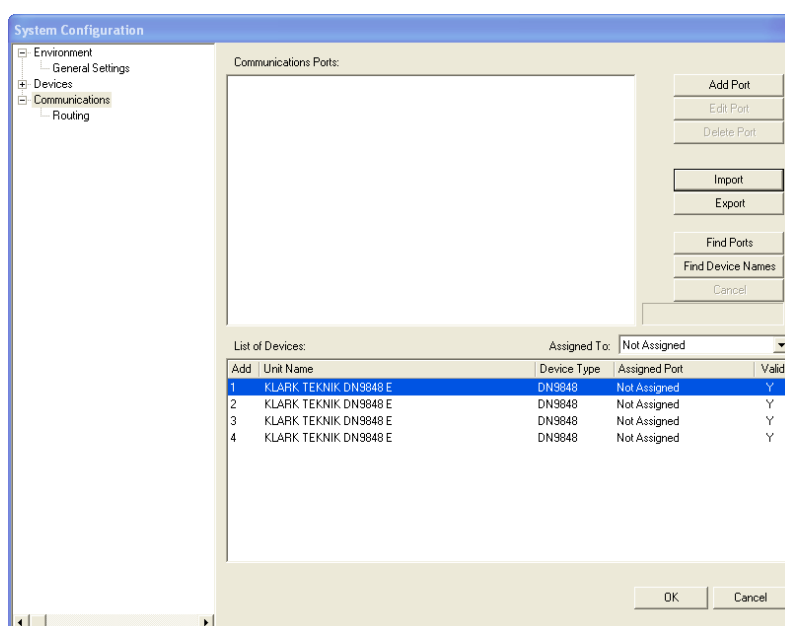 System Configuration
Environment
General Settings
Devices
Communications
Routing
Communications Ports:
Add Port
Edit Port
Delete Port
Import
Export
Find Ports
Find Device Names
Cancel
List of Devices:
Assigned To: Not Assigned
Add Unit Name Device Type Assigned Port Valid
1 KLARK TEKNIK DN9848 E DN9848 Not Assigned Y
2 KLARK TEKNIK DN9848 E DN9848 Not Assigned Y
3 KLARK TEKNIK DN9848 E DN9848 Not Assigned Y
4 KLARK TEKNIK DN9848 E DN9848 Not Assigned Y
OK Cancel